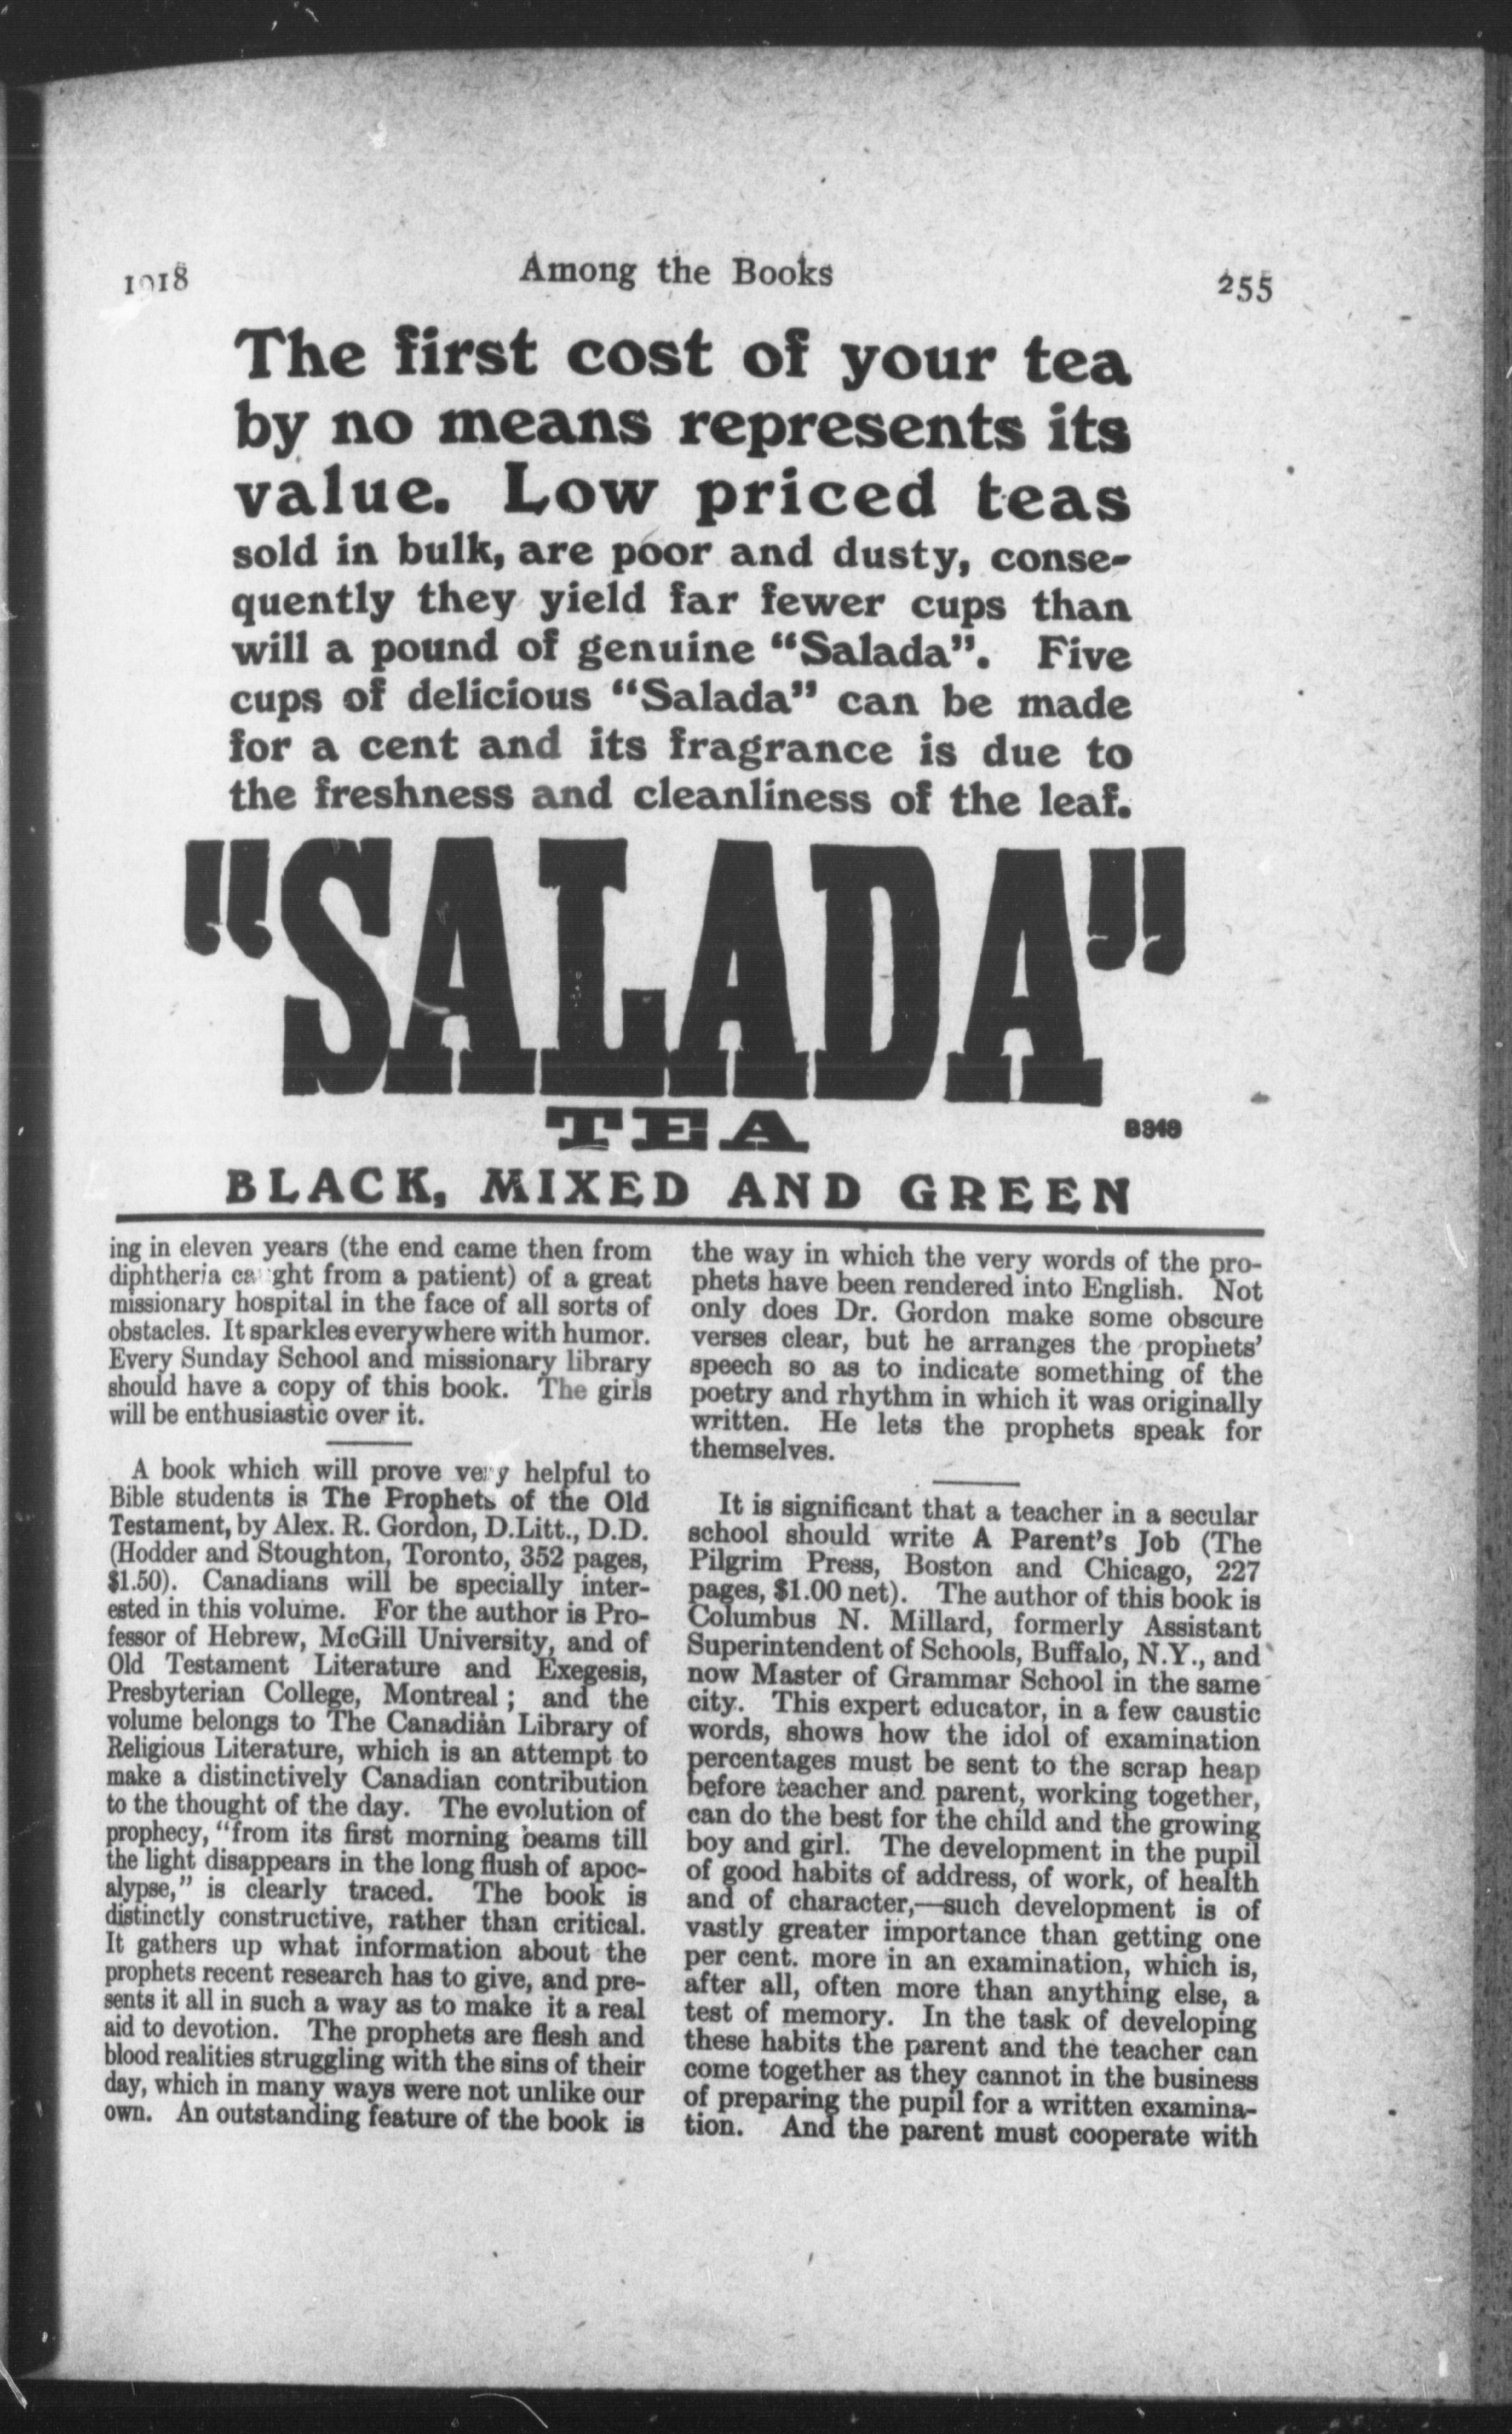 1918 Among the Books 255
The first cost of your tea
by no means represents its
value. Low priced teas
sold in bulk, are poor and dusty, conse-
quently they yield far fewer cups than
will a pound of genuine “Salada”. Five
cups of delicious “Salada” can be made
for a cent and its fragrance is due to
the freshness and cleanliness of the leaf.
"SALADA"
TEA
BLACK, MIXED AND GREEN
ing in eleven years (the end came then from
diphtheria caught from a patient) of a great
missionary hospital in the face of all sorts of
obstacles. It sparkles everywhere with humor.
Every Sunday School and missionary library
should have a copy of this book. The girls
will be enthusiastic over it.
A book which will prove very helpful to
Bible students is The Prophets of the Old
Testament, by Alex. R. Gordon, D.Litt., D.D.
(Hodder and Stoughton, Toronto, 352 pages,
$1.50). Canadians will be specially inter-
ested in this volume. For the author is Pro-
fessor of Hebrew, McGill University, and of
Old Testament Literature and Exegesis,
Presbyterian College, Montreal; and the
volume belongs to The Canadian Library of
Religious Literature, which is an attempt to
make a distinctively Canadian contribution
to the thought of the day. The evolution of
prophecy, “from its first morning beams till
the light disappears in the long flush of apoc-
alypse,” is clearly traced. The book is
distinctly constructive, rather than critical.
It gathers up what information about the
prophets recent research has to give, and pre-
sents it all in such a way as to make it a real
aid to devotion. The prophets are flesh and
blood realities struggling with the sins of their
day, which in many ways were not unlike our
own. An outstanding feature of the book is
the way in which the very words of the pro-
phets have been rendered into English. Not
only does Dr. Gordon make some obscure
verses clear, but he arranges the prophets’
speech so as to indicate something of the
poetry and rhythm in which it was originally
written. He lets the prophets speak for
themselves.
It is significant that a teacher in a secular
school should write A Parent’s Job (The
Pilgrim Press, Boston and Chicago, 227
pages, $1.00 net). The author of this book is
Columbus N. Millard, formerly Assistant
Superintendent of Schools, Buffalo, N.Y., and
now Master of Grammar School in the same
city. This expert educator, in a few caustic
words, shows how the idol of examination
percentages must be sent to the scrap heap
before teacher and parent, working together,
can do the best for the child and the growing
boy and girl. The development in the pupil
of good habits of address, of work, of health
and of character,—such development is of
vastly greater importance than getting one
per cent. more in an examination, which is,
after all, often more than anything else, a
test of memory. In the task of developing
these habits the parent and the teacher can
come together as they cannot in the business
of preparing the pupil for a written examina-
tion. And the parent must cooperate with